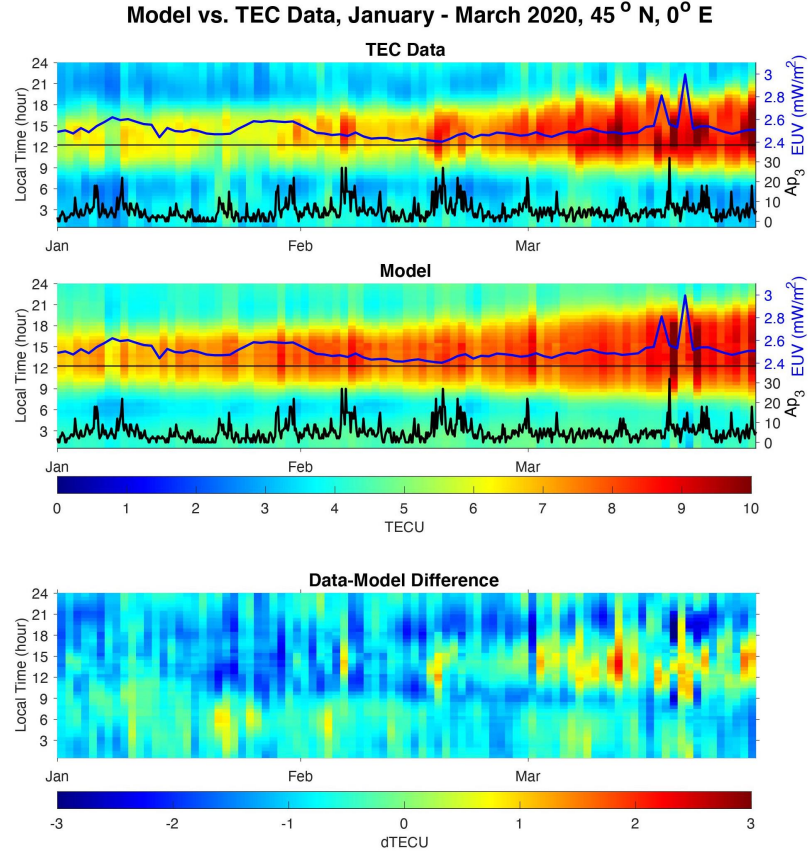 Model vs. TEC Data, January - March 2020, 45 o N, 0o E
TEC Data
24
21
18
15
12
9
6
3
Local Time (hour)
3
2.8
2.6
2.4
EUV (mW/m2)
30
20
10
0
Ap3
Jan Feb Mar
Model
24
21
18
15
12
9
6
3
Local Time (hour)
3
2.8
2.6
2.4
EUV (mW/m2)
30
20
10
0
Ap3
Jan Feb Mar
0 1 2 3 4 5 6 7 8 9 10
TECU
Data-Model Difference
24
21
18
15
12
9
6
3
Local Time (hour)
Jan Feb Mar
-3 -2 -1 0 1 2 3
dTECU